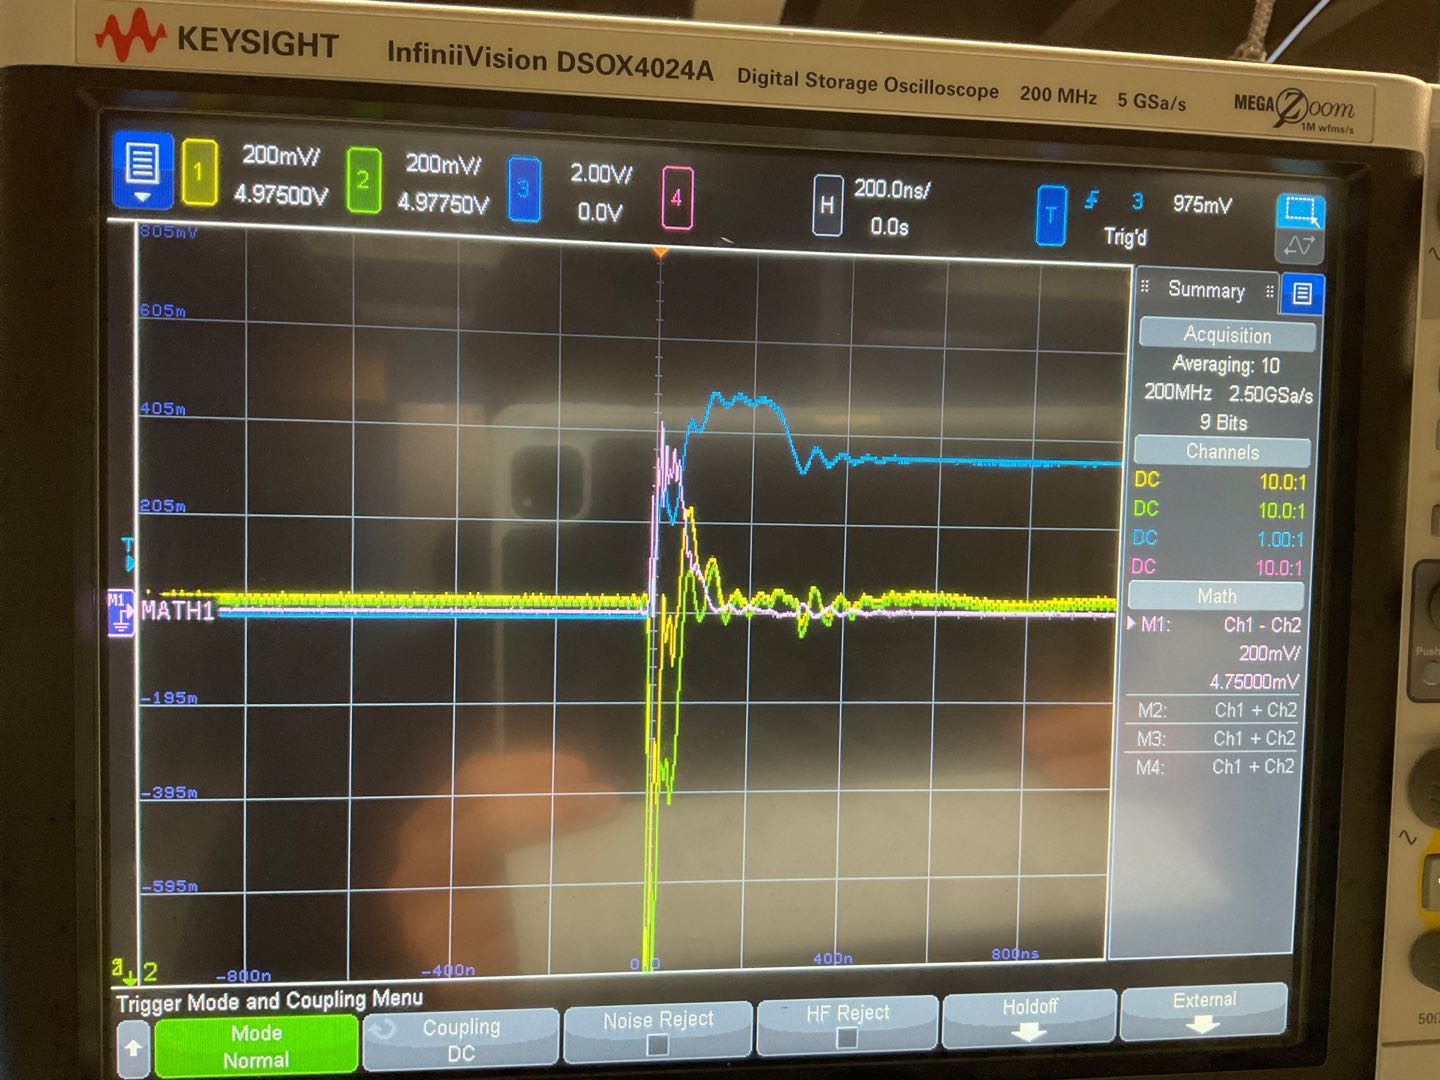 KEYSIGHT InfiniiVision DSOX4024A Digital Storage Oscilloscope 200 MHz 5 GSa/s MEGA Zoom
1M wfms/s
1 200mV/ 2 200mV/ 3 2.00V/ 4 H 200.0ns/ T 3 975mV
4.97500V 4.97750V 0.0V 0.0s Trig'd
805mV
605m
405m
205m
T
M1 MATH1
-195m
-395m
-595m
2
-800n -400n 400n 800ns
Summary
Acquisition
Averaging: 10
200MHz 2.50GSa/s
9 Bits
Channels
DC 10.0:1
DC 10.0:1
DC 1.00:1
DC 10.0:1
Math
M1: Ch1 - Ch2
200mV/
4.75000mV
M2: Ch1 + Ch2
M3: Ch1 + Ch2
M4: Ch1 + Ch2
Push
50Ω
Trigger Mode and Coupling Menu
Mode Coupling Noise Reject HF Reject Holdoff External
Normal DC